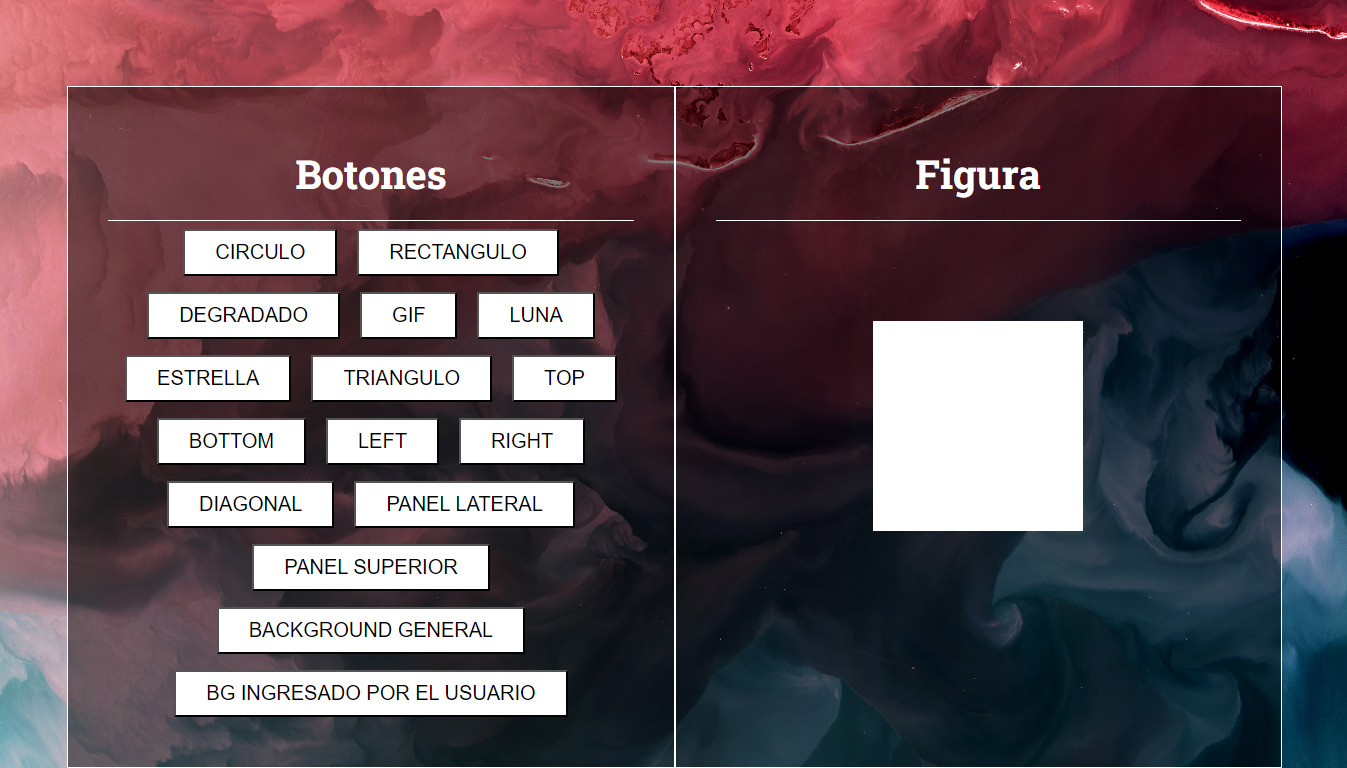 Botones
CIRCULO RECTANGULO
DEGRADADO GIF LUNA
ESTRELLA TRIANGULO TOP
BOTTOM LEFT RIGHT
DIAGONAL PANEL LATERAL
PANEL SUPERIOR
BACKGROUND GENERAL
BG INGRESADO POR EL USUARIO
Figura